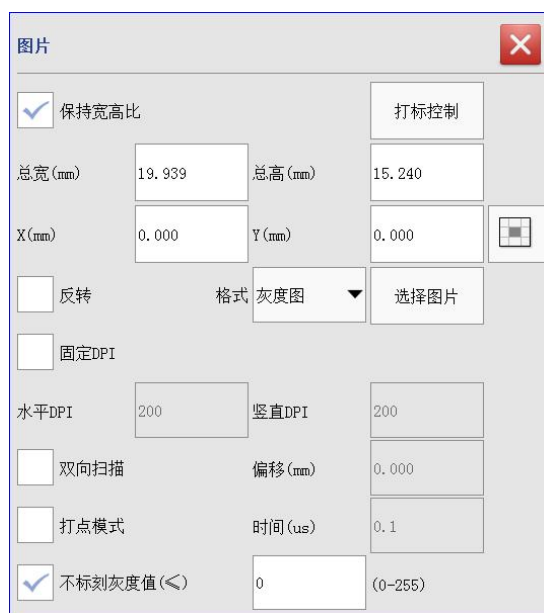 图片
保持宽高比 打标控制
总宽(mm) 19.939 总高(mm) 15.240
X(mm) 0.000 Y(mm) 0.000
反转 格式 灰度图 选择图片
固定DPI
水平DPI 200 竖直DPI 200
双向扫描 偏移(mm) 0.000
打点模式 时间(us) 0.1
不标刻灰度值(≤) 0 (0-255)